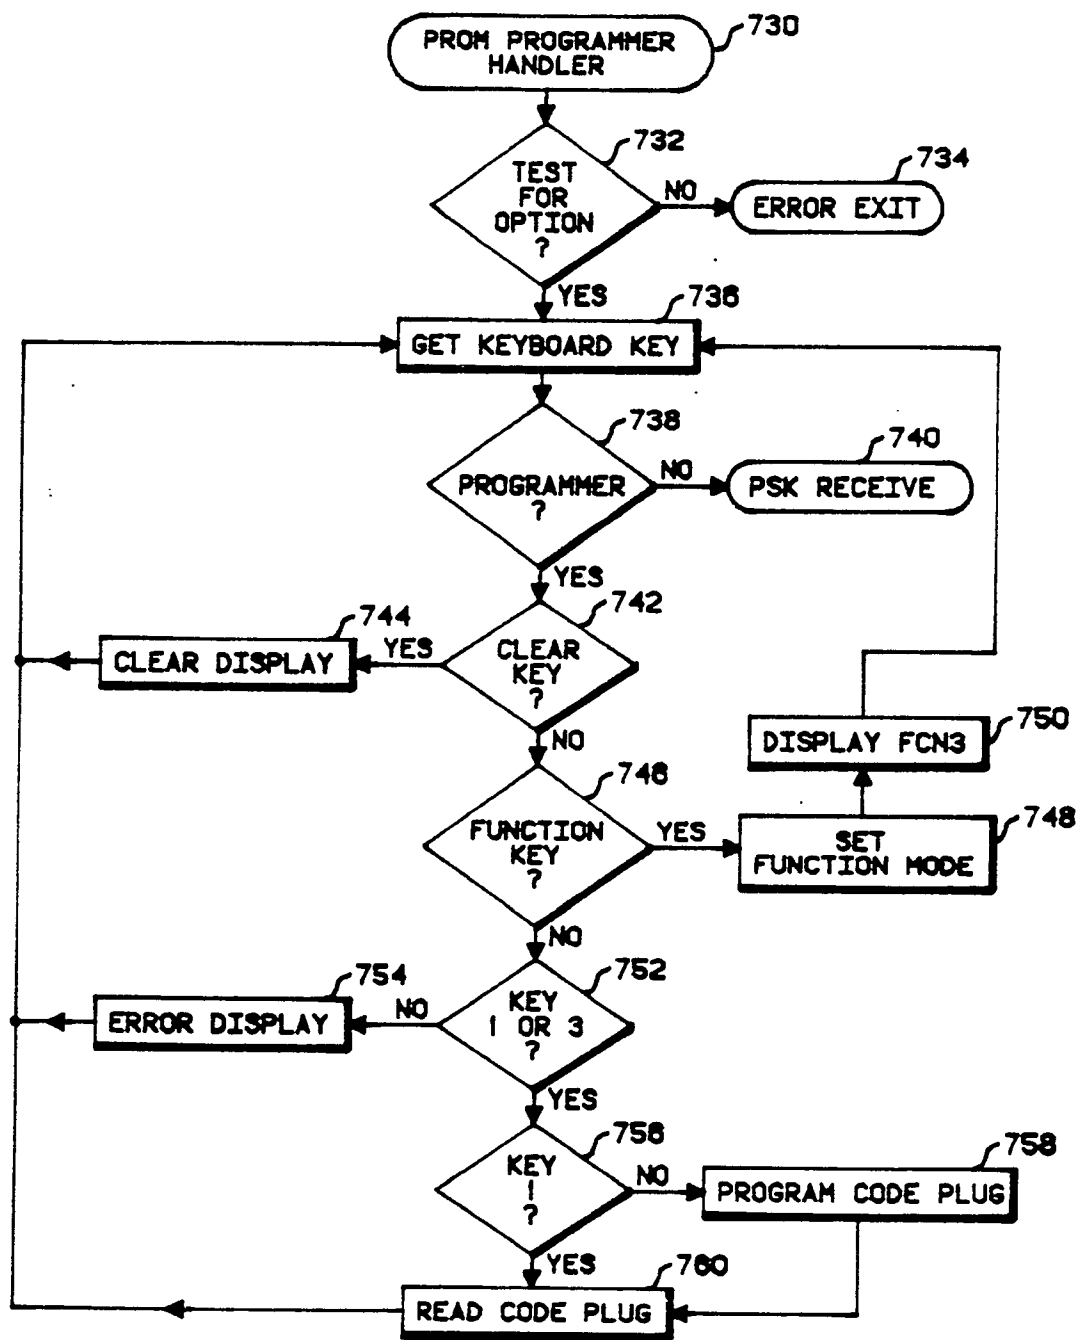 PROM PROGRAMMER
HANDLER
730
TEST
FOR
OPTION
?
732
NO
ERROR EXIT
734
YES
GET KEYBOARD KEY
736
PROGRAMMER
?
738
NO
PSK RECEIVE
740
YES
CLEAR
KEY
?
742
YES
CLEAR DISPLAY
744
NO
FUNCTION
KEY
?
746
YES
SET
FUNCTION MODE
748
DISPLAY FCN3
750
NO
KEY
1 OR 3
?
752
NO
ERROR DISPLAY
754
YES
KEY
1
?
756
NO
PROGRAM CODE PLUG
758
YES
READ CODE PLUG
760